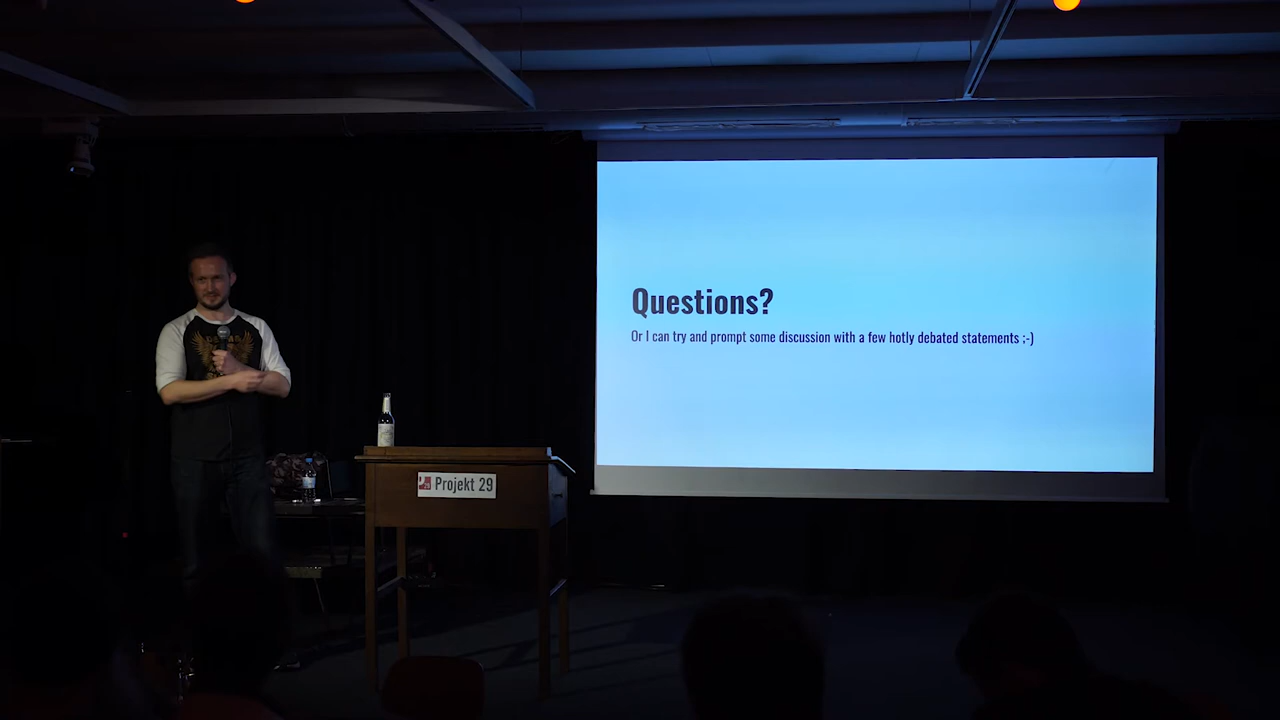 Questions?
Or I can try and prompt some discussion with a few hotly debated statements ;-)
Projekt 29